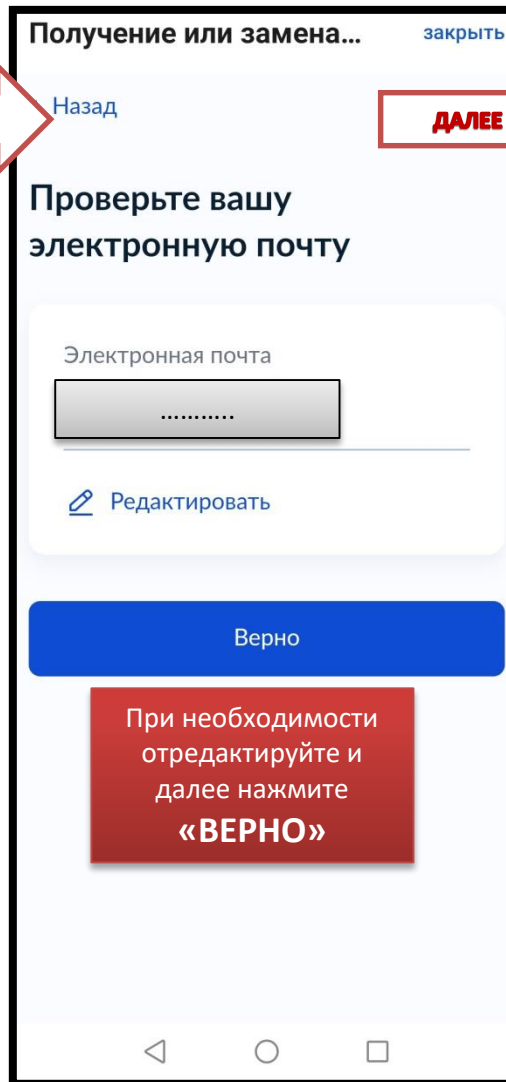 Получение или замена... закрыть
Назад
ДАЛЕЕ
Проверьте вашу
электронную почту
Электронная почта
...........
Редактировать
Верно
При необходимости
отредактируйте и
далее нажмите
«ВЕРНО»